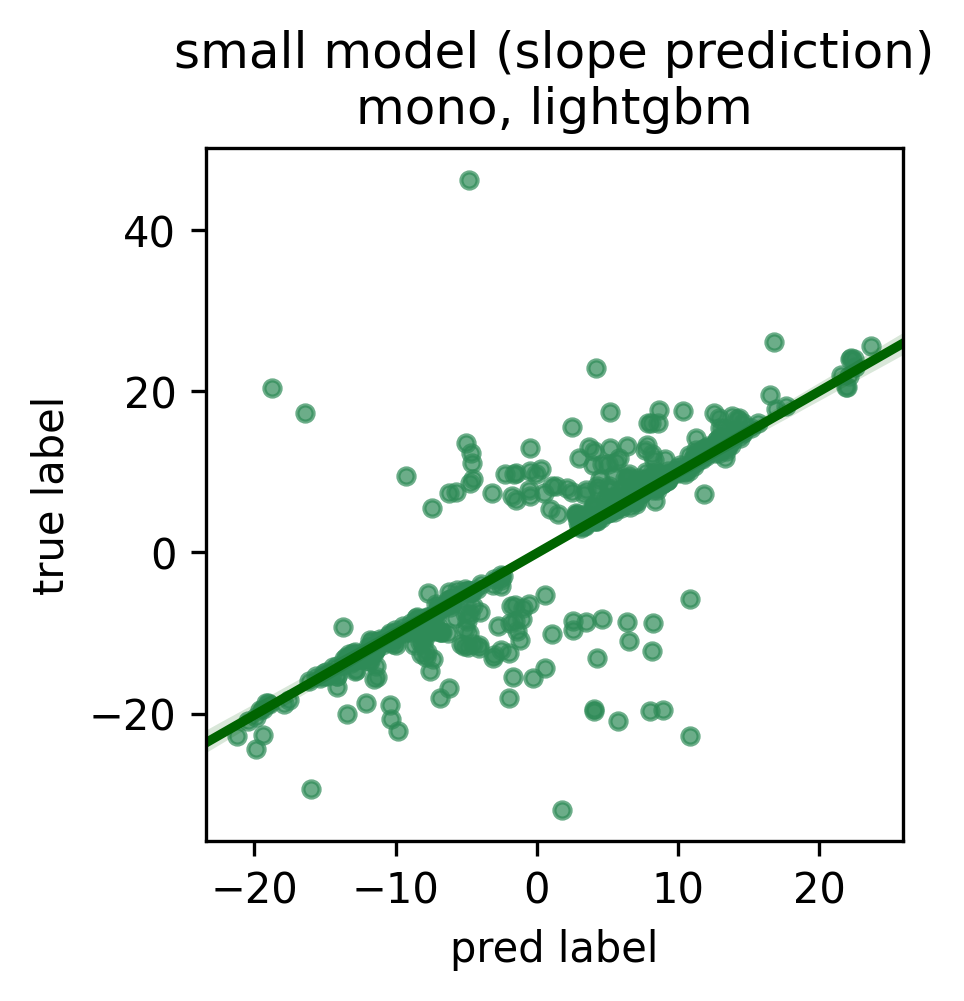 small model (slope prediction)
mono, lightgbm
40
20
0
−20
true label
−20 −10 0 10 20
pred label